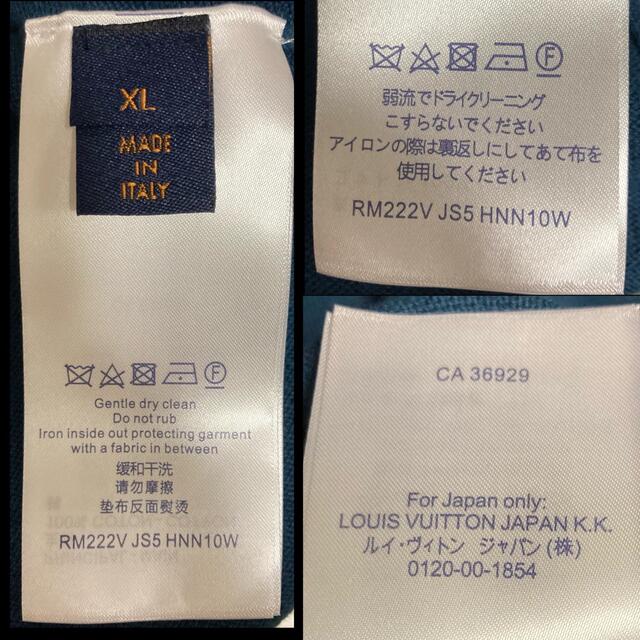 XL
MADE
IN
ITALY
Gentle dry clean
Do not rub
Iron inside out protecting garment
with a fabric in between
缓和干洗
请勿摩擦
垫布反面熨烫
RM222V JS5 HNN10W
弱流でドライクリーニング
こすらないでください
アイロンの際は裏返しにしてあて布を
使用してください
RM222V JS5 HNN10W
CA 36929
For Japan only:
LOUIS VUITTON JAPAN K.K.
ルイ・ヴィトン ジャパン(株)
0120-00-1854